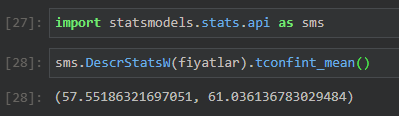 [27]: import statsmodels.stats.api as sms
[28]: sms.DescrStatsW(fiyatlar).tconfint_mean()
[28]: (57.55186321697051, 61.036136783029484)